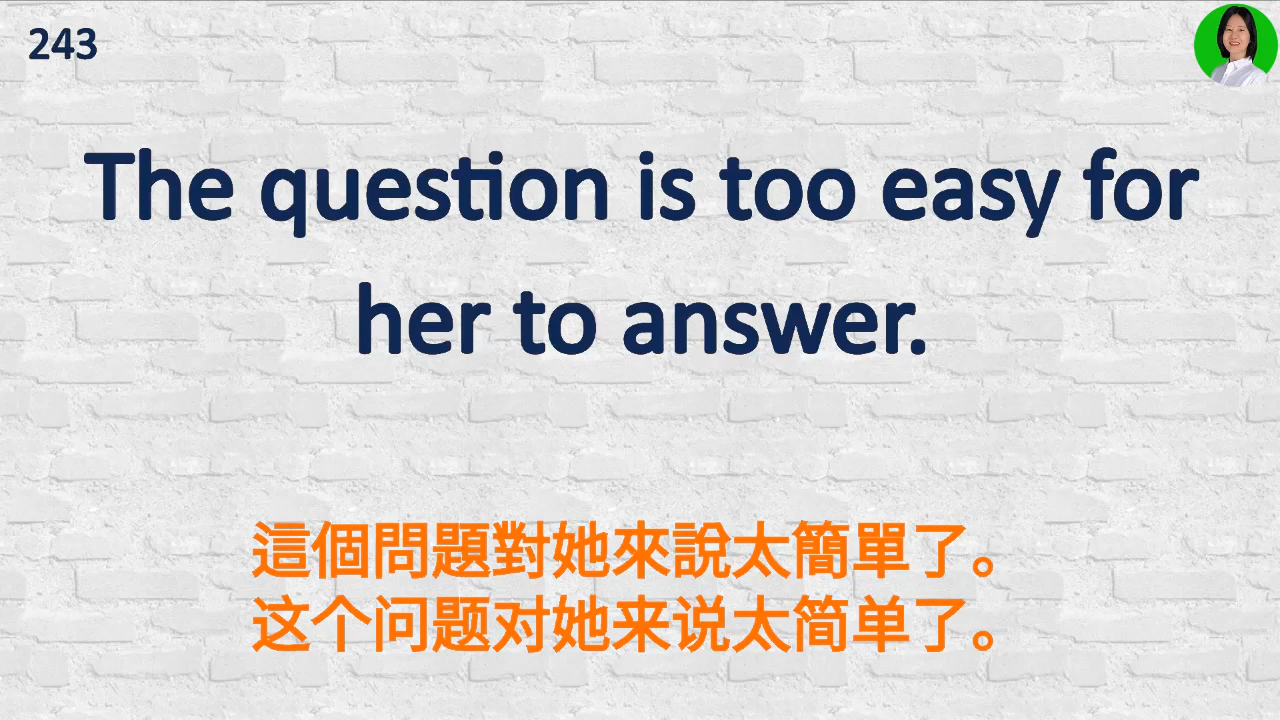 243
The question is too easy for
her to answer.
這個問題對她來說太簡單了。
这个问题对她来说太简单了。